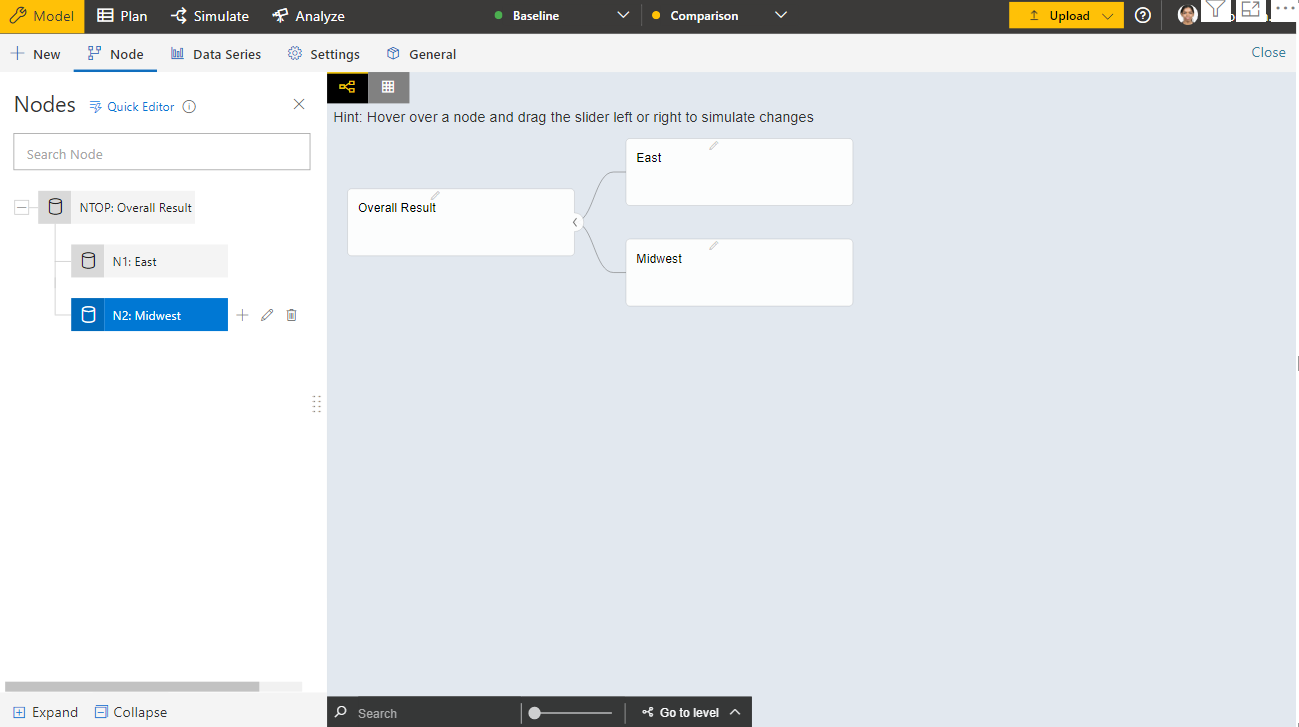 Model Plan Simulate Analyze Baseline Comparison Upload
New Node Data Series Settings General Close
Nodes Quick Editor
Hint: Hover over a node and drag the slider left or right to simulate changes
Search Node
East
Overall Result
Midwest
NTOP: Overall Result
N1: East
N2: Midwest
Expand Collapse
Search Go to level